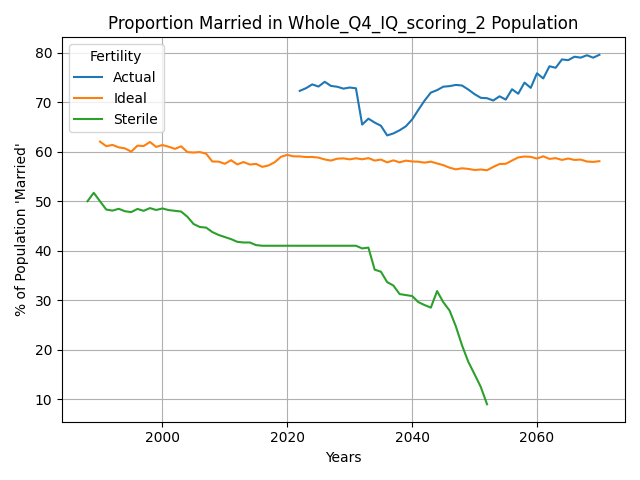 Proportion Married in Whole_Q4_IQ_scoring_2 Population
Fertility
Actual
Ideal
Sterile
% of Population 'Married'
80
70
60
50
40
30
20
10
2000 2020 2040 2060
Years